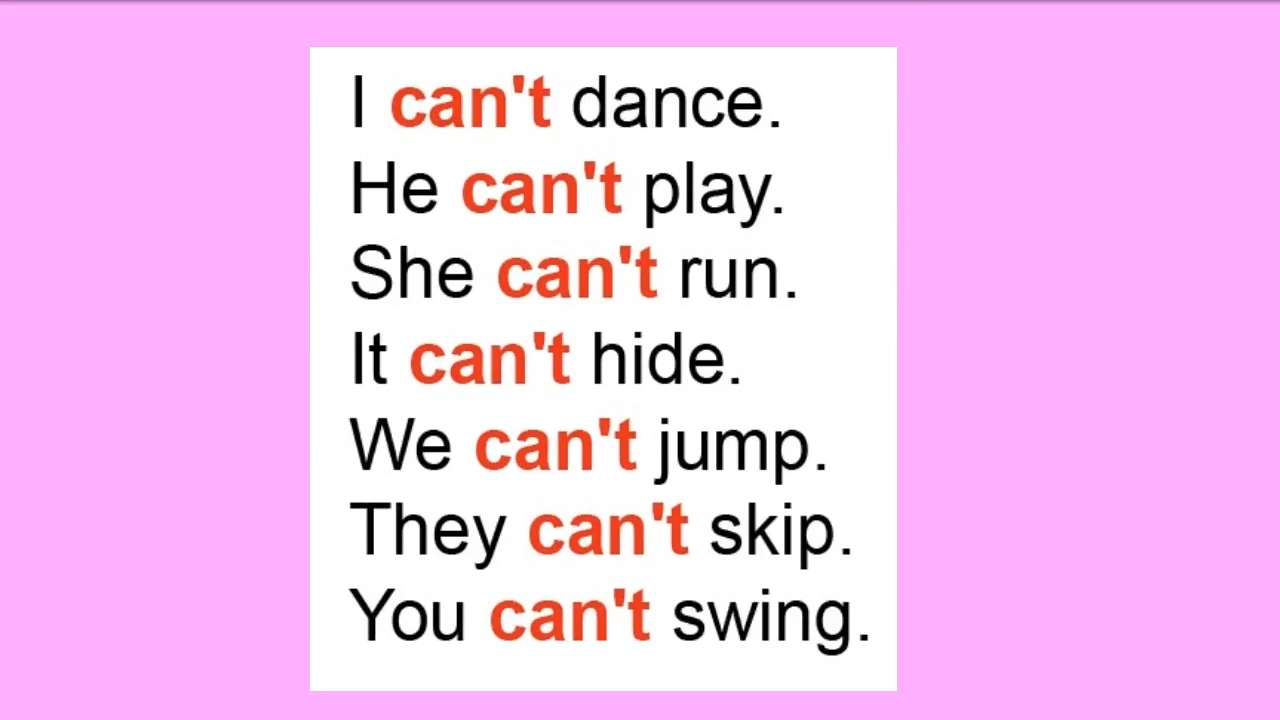 I can't dance.
He can't play.
She can't run.
It can't hide.
We can't jump.
They can't skip.
You can't swing.